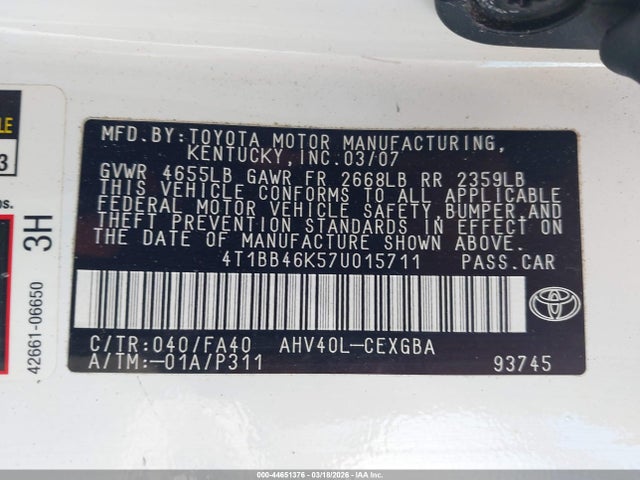 LE
3
os.
3H
42661-06650
MFD.BY:TOYOTA MOTOR MANUFACTURING,
KENTUCKY,INC.03/07
GVWR 4655LB GAWR FR 2668LB RR 2359LB
THIS VEHICLE CONFORMS TO ALL APPLICABLE
FEDERAL MOTOR VEHICLE SAFETY,BUMPER,AND
THEFT PREVENTION STANDARDS IN EFFECT ON
THE DATE OF MANUFACTURE SHOWN ABOVE.
4T1BB46K57U015711 PASS.CAR
C/TR:040/FA40 AHV40L-CEXGBA
A/TM:-01A/P311 93745
000-44651376 - 03/18/2026 - IAA Inc.